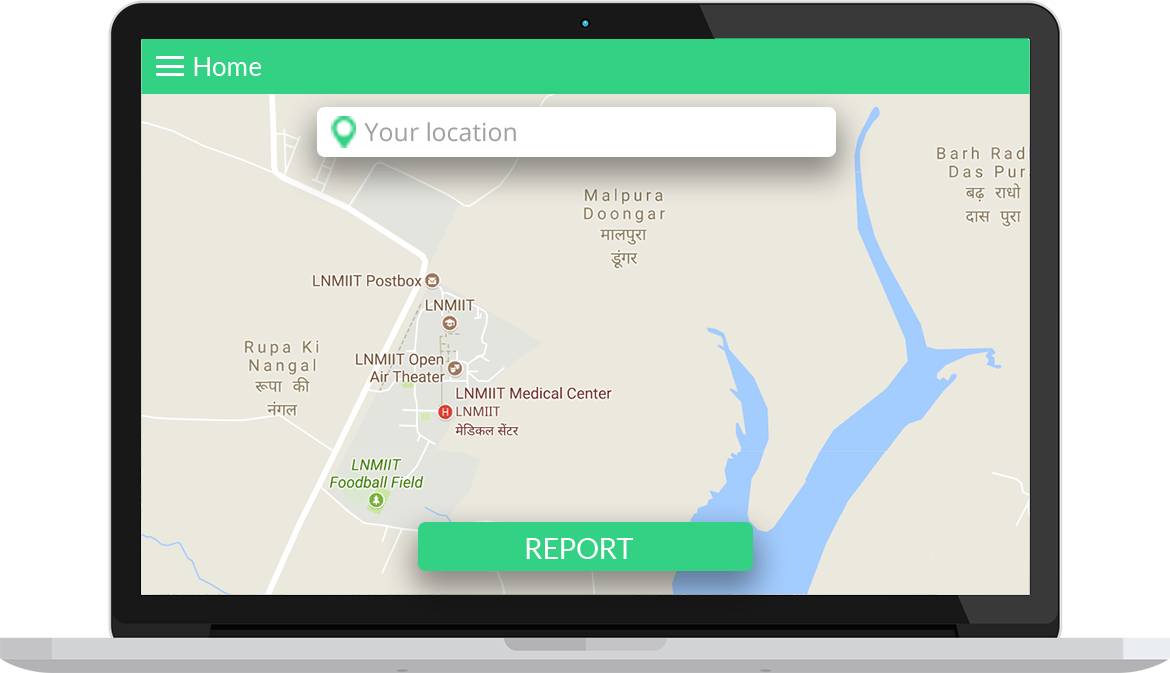 Home
Your location
Barh Rad
Das Pur
बढ़ राधो
दास पुरा
Malpura
Doongar
मालपुरा
डूंगर
LNMIIT Postbox
LNMIIT
Rupa Ki
Nangal
रूपा की
नंगल
LNMIIT Open
Air Theater
LNMIIT Medical Center
H
LNMIIT
मेडिकल सेंटर
LNMIIT
Foodball Field
REPORT